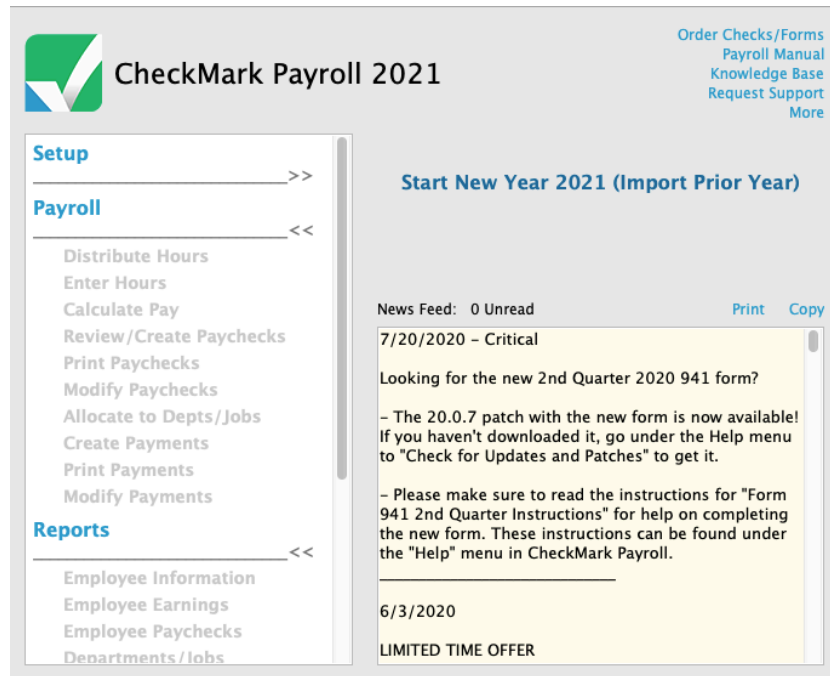 CheckMark Payroll 2021
Order Checks/Forms
Payroll Manual
Knowledge Base
Request Support
More
Setup
>>
Payroll
<<
Distribute Hours
Enter Hours
Calculate Pay
Review/Create Paychecks
Print Paychecks
Modify Paychecks
Allocate to Depts/Jobs
Create Payments
Print Payments
Modify Payments
Reports
<<
Employee Information
Employee Earnings
Employee Paychecks
Departments/Jobs
Start New Year 2021 (Import Prior Year)
News Feed: 0 Unread Print Copy
7/20/2020 – Critical
Looking for the new 2nd Quarter 2020 941 form?
– The 20.0.7 patch with the new form is now available!
If you haven't downloaded it, go under the Help menu
to "Check for Updates and Patches" to get it.
– Please make sure to read the instructions for "Form
941 2nd Quarter Instructions" for help on completing
the new form. These instructions can be found under
the "Help" menu in CheckMark Payroll.
6/3/2020
LIMITED TIME OFFER